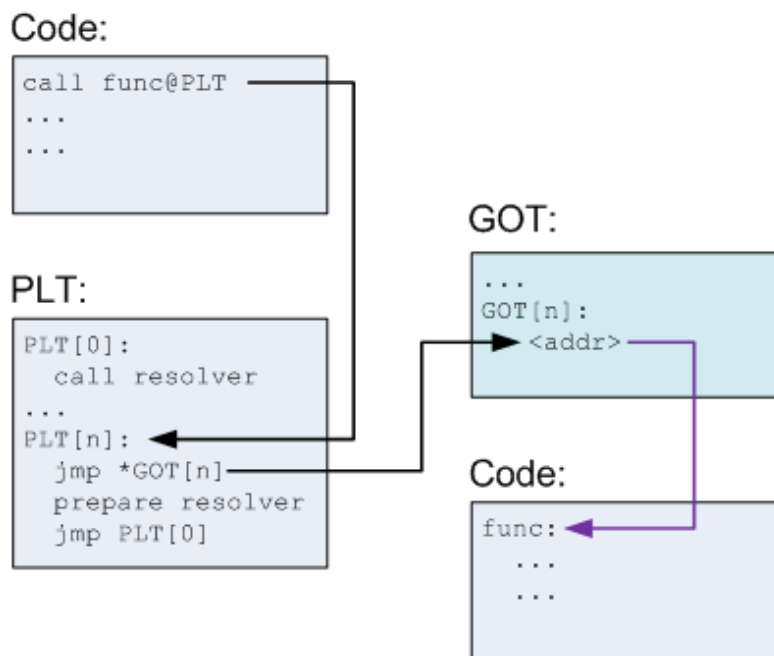 Code:
call func@PLT
...
...
PLT:
PLT[0]:
call resolver
...
PLT[n]:
jmp *GOT[n]
prepare resolver
jmp PLT[0]
GOT:
...
GOT[n]:
<addr>
Code:
func:
...
...